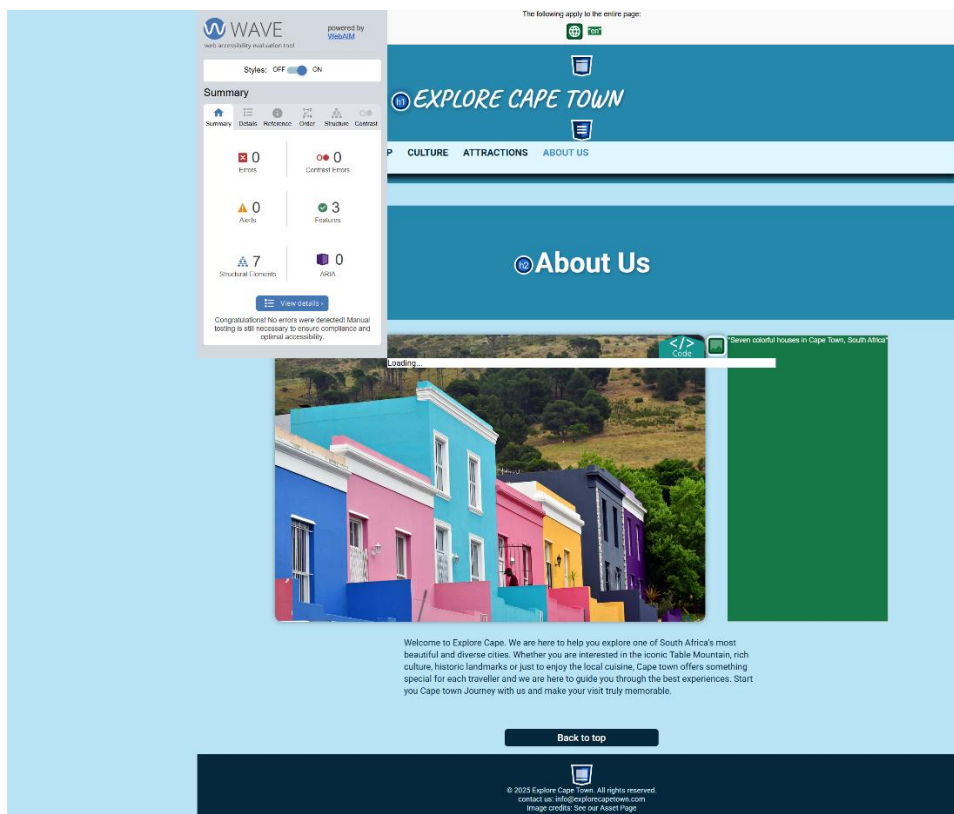 The following apply to the entire page:
"en"
WAVE
web accessibility evaluation tool
powered by
WebAIM
Styles: OFF ON
Summary
Summary Details Reference Order Structure Contrast
0
Errors
0
Contrast Errors
0
Alerts
3
Features
7
Structural Elements
0
ARIA
View details ›
Congratulations! No errors were detected! Manual
testing is still necessary to ensure compliance and
optimal accessibility.
h1 EXPLORE CAPE TOWN
P CULTURE ATTRACTIONS ABOUT US
h2 About Us
</>
Code
"Seven colorful houses in Cape Town, South Africa"
Loading...
Welcome to Explore Cape. We are here to help you explore one of South Africa's most
beautiful and diverse cities. Whether you are interested in the iconic Table Mountain, rich
culture, historic landmarks or just to enjoy the local cuisine, Cape town offers something
special for each traveller and we are here to guide you through the best experiences. Start
you Cape town Journey with us and make your visit truly memorable.
Back to top
© 2025 Explore Cape Town. All rights reserved.
contact us: info@explorecapetown.com
Image credits: See our Asset Page